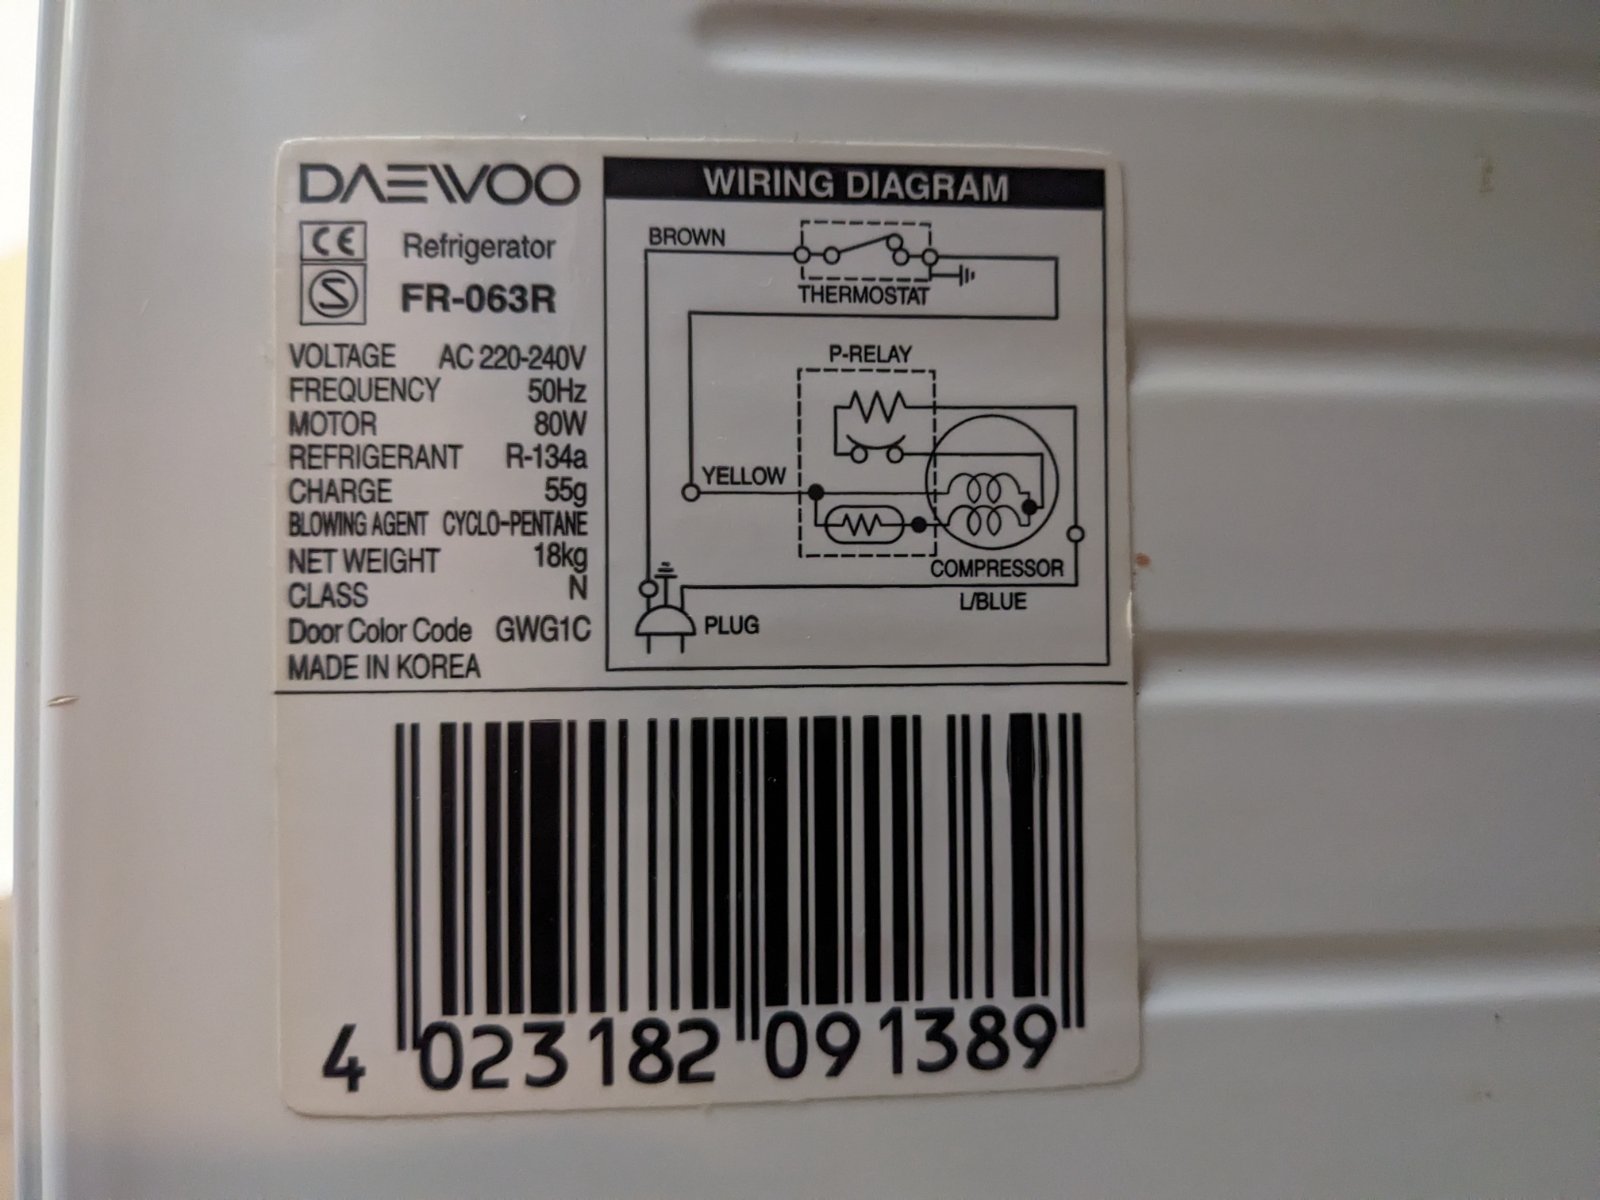 DAEWOO
CE Refrigerator
S FR-063R
VOLTAGE AC 220-240V
FREQUENCY 50Hz
MOTOR 80W
REFRIGERANT R-134a
CHARGE 55g
BLOWING AGENT CYCLO-PENTANE
NET WEIGHT 18kg
CLASS N
Door Color Code GWG1C
MADE IN KOREA
WIRING DIAGRAM
BROWN
THERMOSTAT
P-RELAY
YELLOW
COMPRESSOR
L/BLUE
PLUG
4 023182 091389